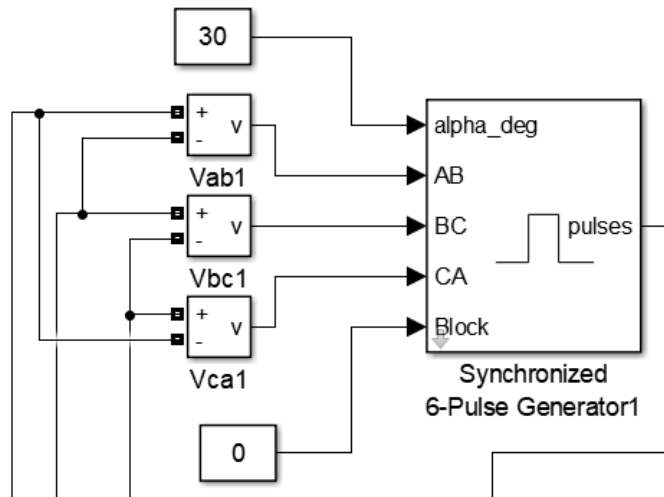 30
+
-
v
Vab1
+
-
v
Vbc1
+
-
v
Vca1
0
alpha_deg
AB
BC
CA
Block
pulses
Synchronized
6-Pulse Generator1